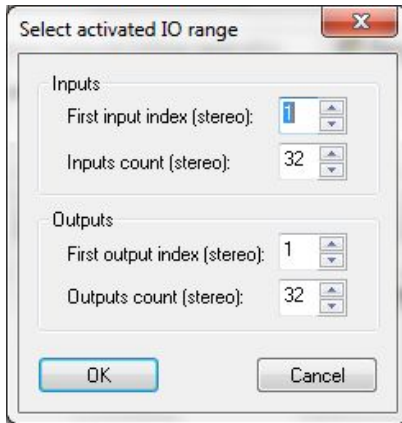 Select activated IO range
Inputs
First input index (stereo): 1
Inputs count (stereo): 32
Outputs
First output index (stereo): 1
Outputs count (stereo): 32
OK Cancel